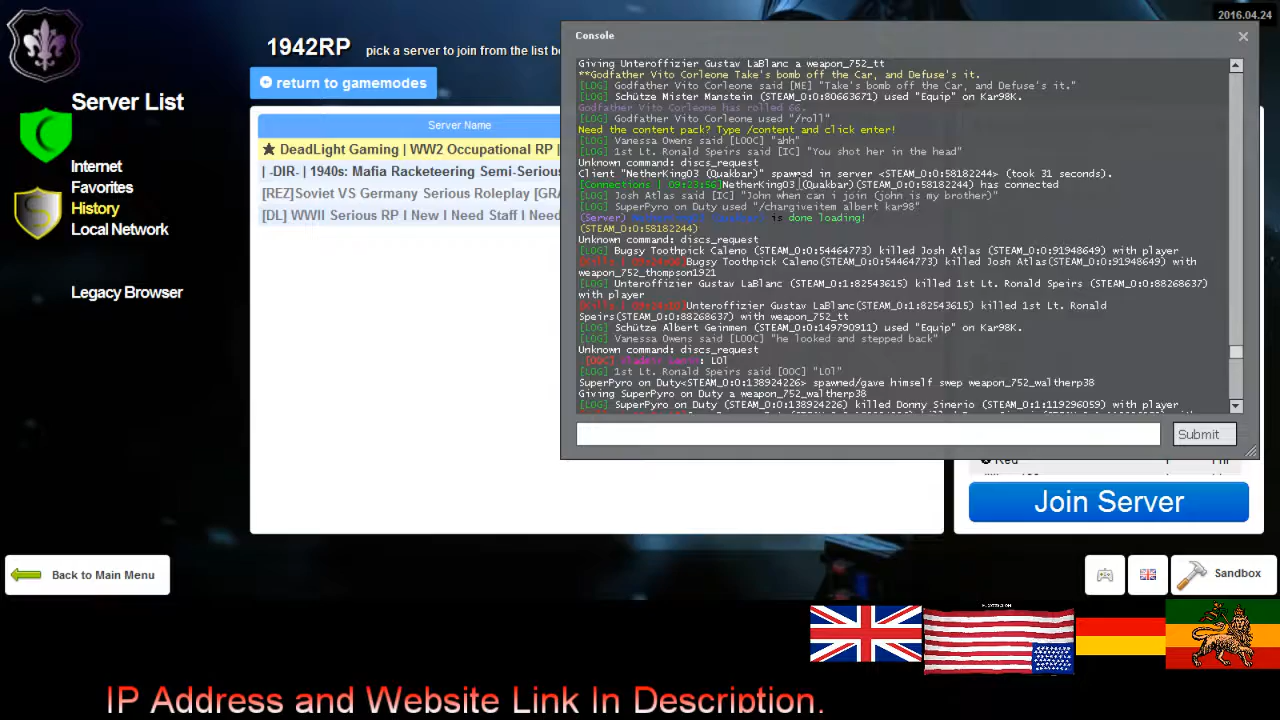 2016.04.24
1942RP pick a server to join from the list be
return to gamemodes
Server List
Internet
Favorites
History
Local Network
Legacy Browser
Server Name
DeadLight Gaming | WW2 Occupational RP |
| -DIR- | 1940s: Mafia Racketeering Semi-Serious
[REZ]Soviet VS Germany Serious Roleplay [GRA
[DL] WWII Serious RP I New I Need Staff I Need
Console
Giving Unteroffizier Gustav LaBlanc a weapon_752_tt
**Godfather Vito Corleone Take's bomb off the Car, and Defuse's it.
[LOG] Godfather Vito Corleone said [ME] "Take's bomb off the Car, and Defuse's it."
[LOG] Schütze Mister Manstein (STEAM_0:0:80663671) used "Equip" on Kar98K.
Godfather Vito Corleone has rolled 66.
[LOG] Godfather Vito Corleone used "/roll"
Need the content pack? Type /content and click enter!
[LOG] Vanessa Owens said [LOOC] "ahh"
[LOG] 1st Lt. Ronald Speirs said [IC] "You shot her in the head"
Unknown command: discs_request
Client "NetherKing03 (Quakbar)" spawned in server <STEAM_0:0:58182244> (took 31 seconds).
[Connections | 09:23:56]NetherKing03 (Quakbar)(STEAM_0:0:58182244) has connected
[LOG] Josh Atlas said [IC] "John when can i join (john is my brother)"
[LOG] SuperPyro on Duty used "/chargiveitem albert kar98"
(Server) is done loading!
(STEAM_0:0:58182244)
Unknown command: discs_request
[LOG] Bugsy Toothpick Caleno (STEAM_0:0:54464773) killed Josh Atlas (STEAM_0:0:91948649) with player
Bugsy Toothpick Caleno(STEAM_0:0:54464773) killed Josh Atlas(STEAM_0:0:91948649) with
weapon_752_thompson1921
[LOG] Unteroffizier Gustav LaBlanc (STEAM_0:1:82543615) killed 1st Lt. Ronald Speirs (STEAM_0:0:88268637)
with player
Unteroffizier Gustav LaBlanc(STEAM_0:1:82543615) killed 1st Lt. Ronald
Speirs(STEAM_0:0:88268637) with weapon_752_tt
[LOG] Schütze Albert Geinmen (STEAM_0:0:149790911) used "Equip" on Kar98K.
[LOG] Vanessa Owens said [LOOC] "he looked and stepped back"
Unknown command: discs_request
[OOC] : LOl
[LOG] 1st Lt. Ronald Speirs said [OOC] "LOl"
SuperPyro on Duty<STEAM_0:0:138924226> spawned/gave himself swep weapon_752_waltherp38
Giving SuperPyro on Duty a weapon_752_waltherp38
[LOG] SuperPyro on Duty (STEAM_0:0:138924226) killed Donny Sinerio (STEAM_0:1:119296059) with player
Submit
Join Server
Back to Main Menu
Sandbox
IP Address and Website Link In Description.